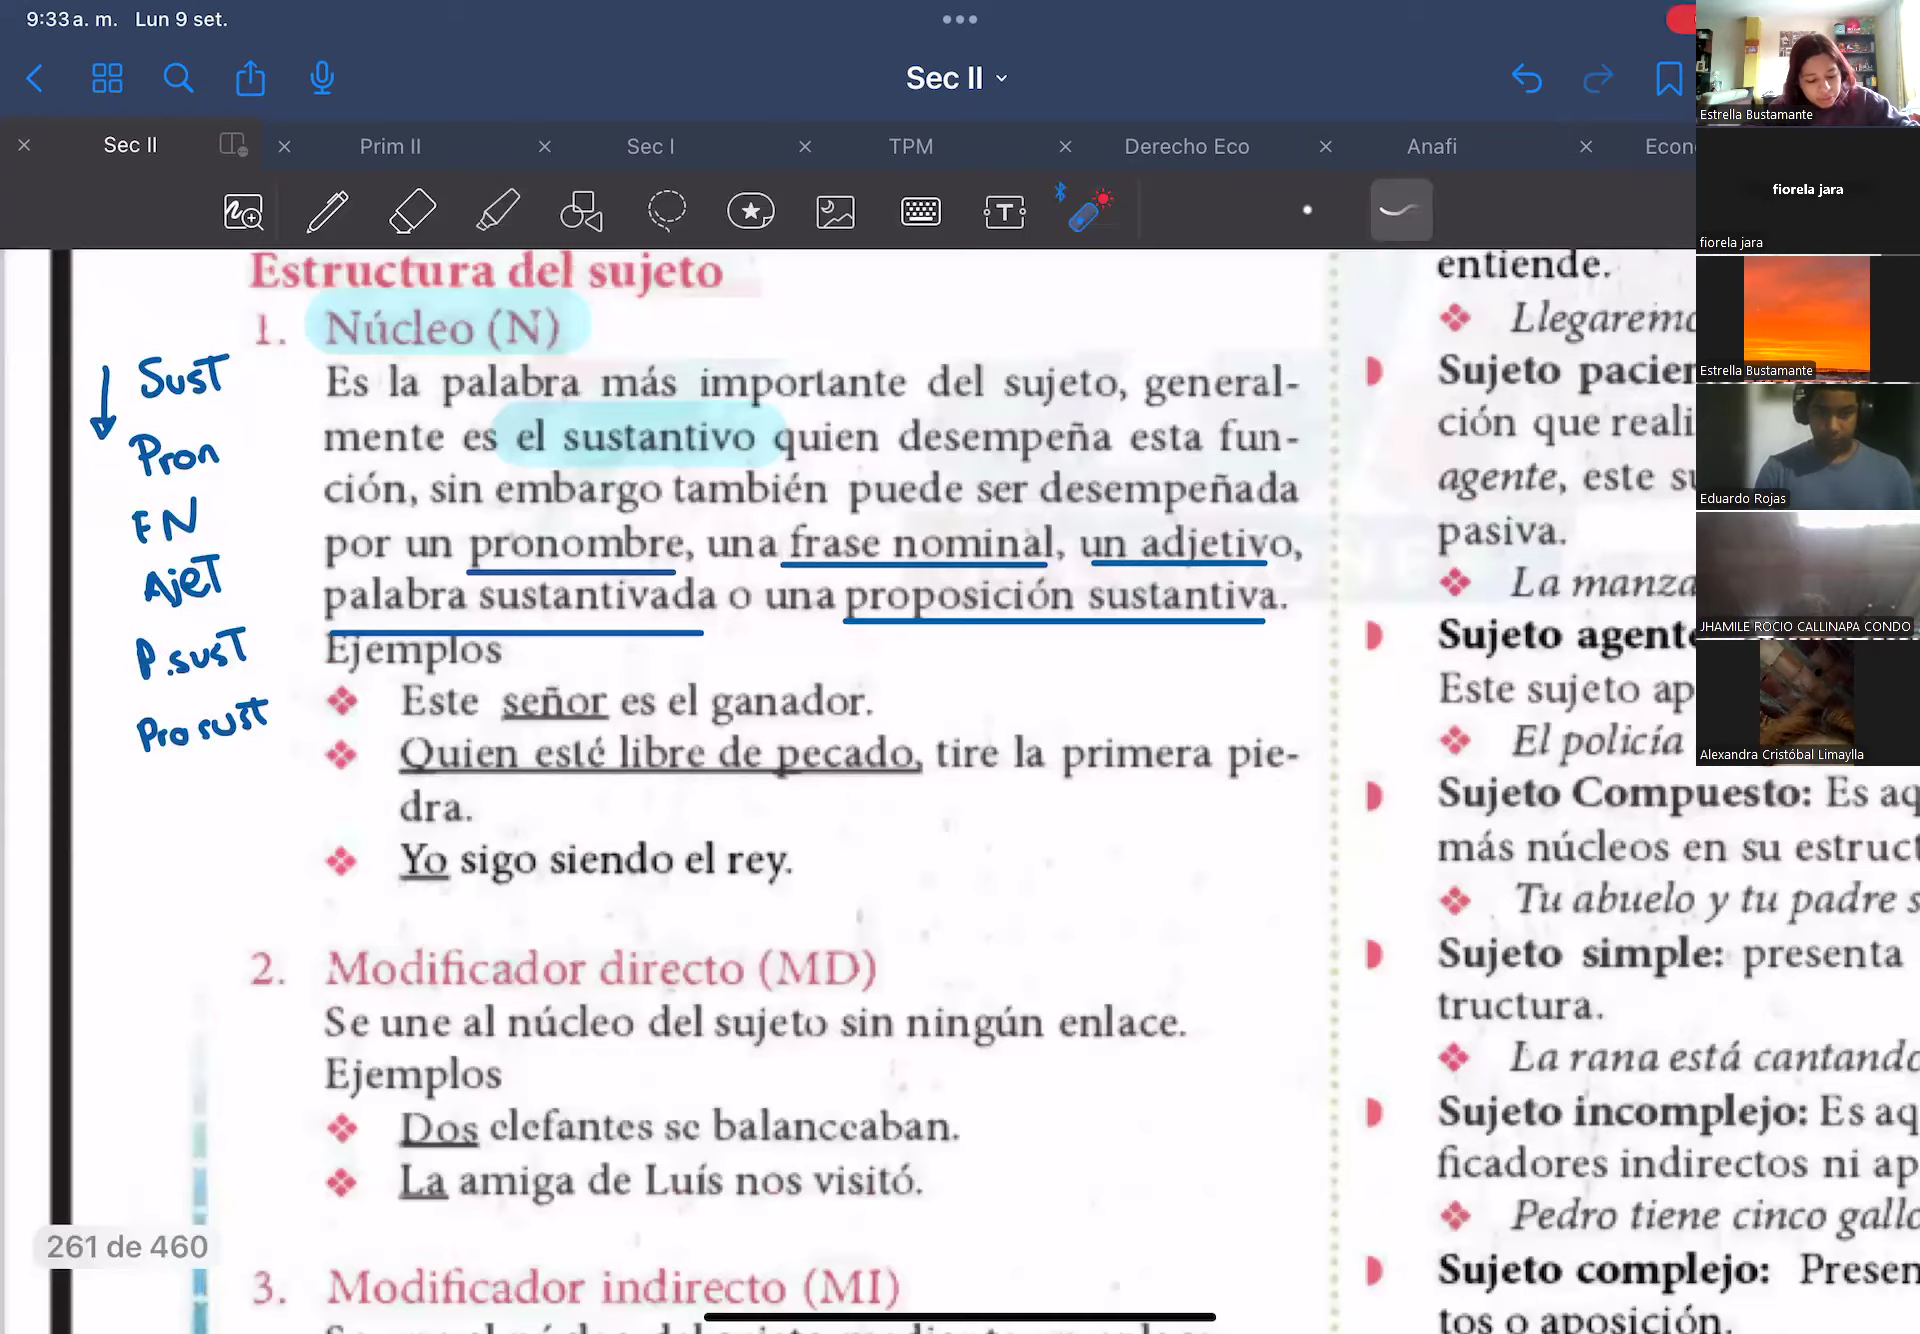 9:33 a. m. Lun 9 set.
Sec II
Sec II
Prim II
Sec I
TPM
Derecho Eco
Anafi
Econ
Estructura del sujeto
1. Núcleo (N)
Es la palabra más importante del sujeto, general-
mente es el sustantivo quien desempeña esta fun-
ción, sin embargo también puede ser desempeñada
por un pronombre, una frase nominal, un adjetivo,
palabra sustantivada o una proposición sustantiva.
Ejemplos
Este señor es el ganador.
Quien esté libre de pecado, tire la primera pie-
dra.
Yo sigo siendo el rey.
2. Modificador directo (MD)
Se une al núcleo del sujeto sin ningún enlace.
Ejemplos
Dos elefantes se balanceaban.
La amiga de Luís nos visitó.
3. Modificador indirecto (MI)
SusT
Pron
FN
AjeT
P.susT
Pro susT
261 de 460
entiende.
Llegaremo
Sujeto pacien
ción que reali
agente, este su
pasiva.
La manza
Sujeto agente
Este sujeto ap
El policía
Sujeto Compuesto: Es aq
más núcleos en su estruct
Tu abuelo y tu padre s
Sujeto simple: presenta
tructura.
La rana está cantando
Sujeto incomplejo: Es aq
ficadores indirectos ni ap
Pedro tiene cinco gallo
Sujeto complejo: Presen
tos o aposición.
Estrella Bustamante
fiorela jara
fiorela jara
Estrella Bustamante
Eduardo Rojas
JHAMILE ROCIO CALLINAPA CONDO
Alexandra Cristóbal Limaylla